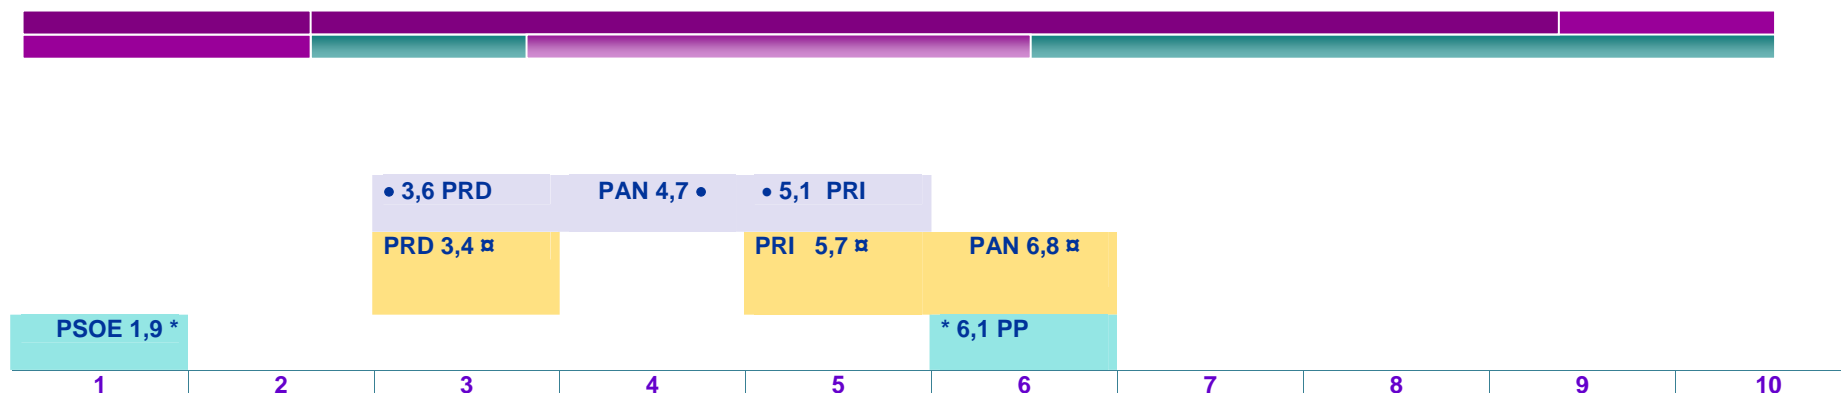 • 3,6 PRD PAN 4,7 • • 5,1 PRI
PRD 3,4 ¤ PRI 5,7 ¤ PAN 6,8 ¤
PSOE 1,9 * * 6,1 PP
1 2 3 4 5 6 7 8 9 10